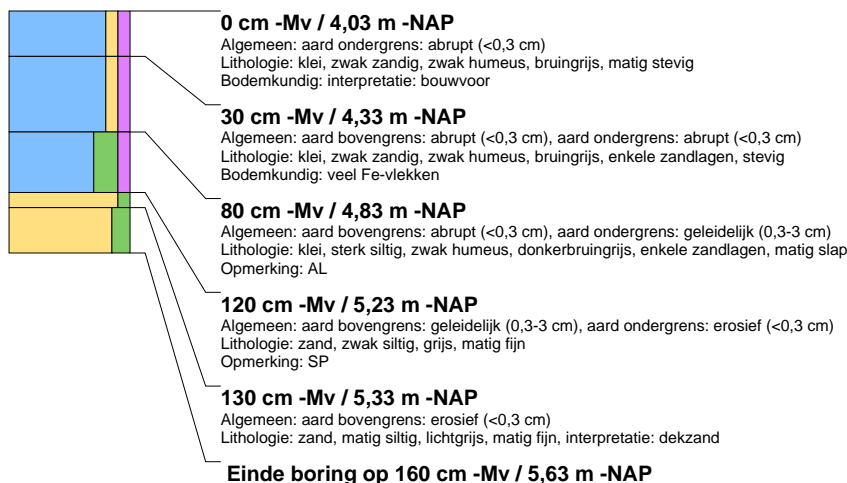 0 cm -Mv / 4,03 m -NAP
Algemeen: aard ondergrens: abrupt (<0,3 cm)
Lithologie: klei, zwak zandig, zwak humeus, bruingrijs, matig stevig
Bodemkundig: interpretatie: bouwvoor
30 cm -Mv / 4,33 m -NAP
Algemeen: aard bovengrens: abrupt (<0,3 cm), aard ondergrens: abrupt (<0,3 cm)
Lithologie: klei, zwak zandig, zwak humeus, bruingrijs, enkele zandlagen, stevig
Bodemkundig: veel Fe-vlekken
80 cm -Mv / 4,83 m -NAP
Algemeen: aard bovengrens: abrupt (<0,3 cm), aard ondergrens: geleidelijk (0,3-3 cm)
Lithologie: klei, sterk siltig, zwak humeus, donkerbruingrijs, enkele zandlagen, matig slap
Opmerking: AL
120 cm -Mv / 5,23 m -NAP
Algemeen: aard bovengrens: geleidelijk (0,3-3 cm), aard ondergrens: erosief (<0,3 cm)
Lithologie: zand, zwak siltig, grijs, matig fijn
Opmerking: SP
130 cm -Mv / 5,33 m -NAP
Algemeen: aard bovengrens: erosief (<0,3 cm)
Lithologie: zand, matig siltig, lichtgrijs, matig fijn, interpretatie: dekzand
Einde boring op 160 cm -Mv / 5,63 m -NAP